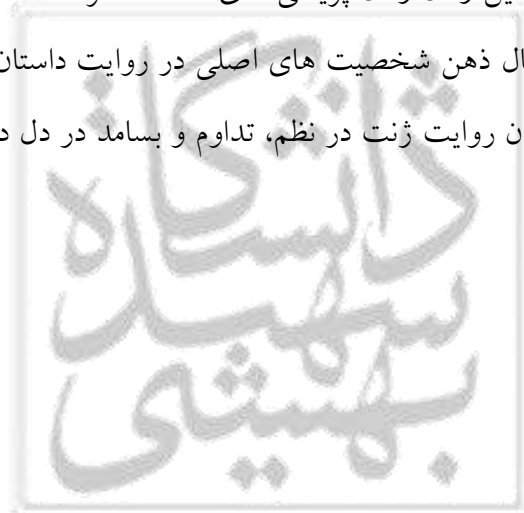 ال ذهن شخصیت های اصلی در روایت داستان
ن روایت ژنت در نظم، تداوم و بسامد در دل د
دانشگاه
شهید
بهشتی